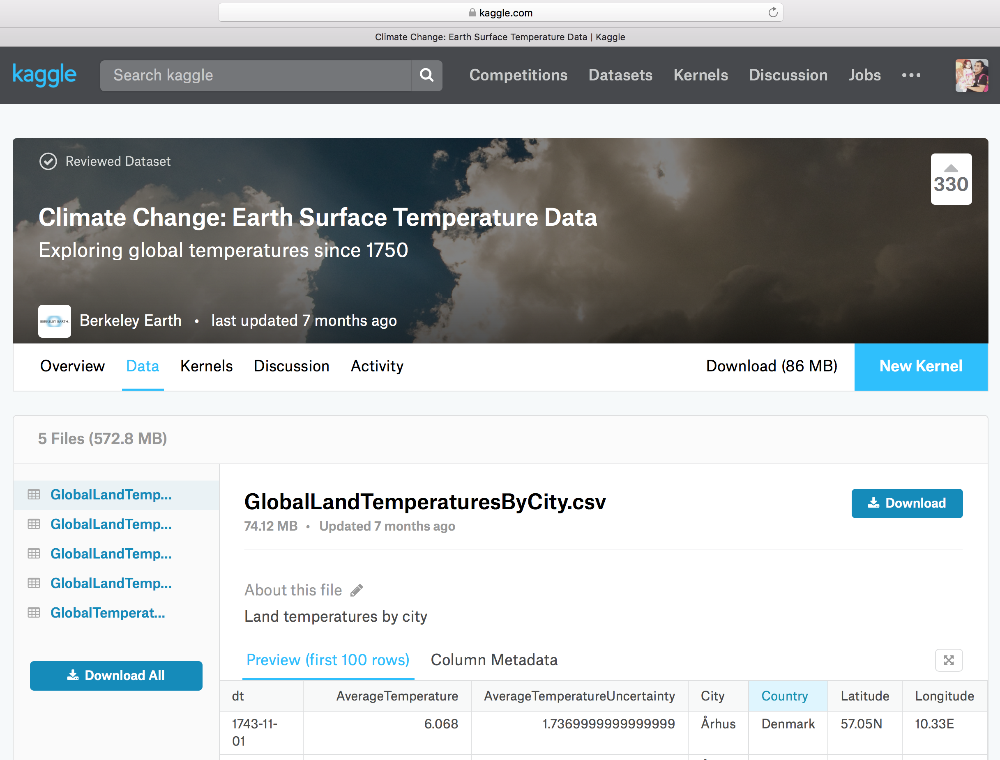 kaggle.com
Climate Change: Earth Surface Temperature Data | Kaggle
kaggle
Search kaggle
Competitions
Datasets
Kernels
Discussion
Jobs
Reviewed Dataset
330
Climate Change: Earth Surface Temperature Data
Exploring global temperatures since 1750
BERKELEY EARTH.
Berkeley Earth • last updated 7 months ago
Overview
Data
Kernels
Discussion
Activity
Download (86 MB)
New Kernel
5 Files (572.8 MB)
GlobalLandTemp...
GlobalLandTemp...
GlobalLandTemp...
GlobalLandTemp...
GlobalTemperat...
Download All
GlobalLandTemperaturesByCity.csv
Download
74.12 MB • Updated 7 months ago
About this file
Land temperatures by city
Preview (first 100 rows)
Column Metadata
dt AverageTemperature AverageTemperatureUncertainty City Country Latitude Longitude
1743-11-01 6.068 1.7369999999999999 Århus Denmark 57.05N 10.33E